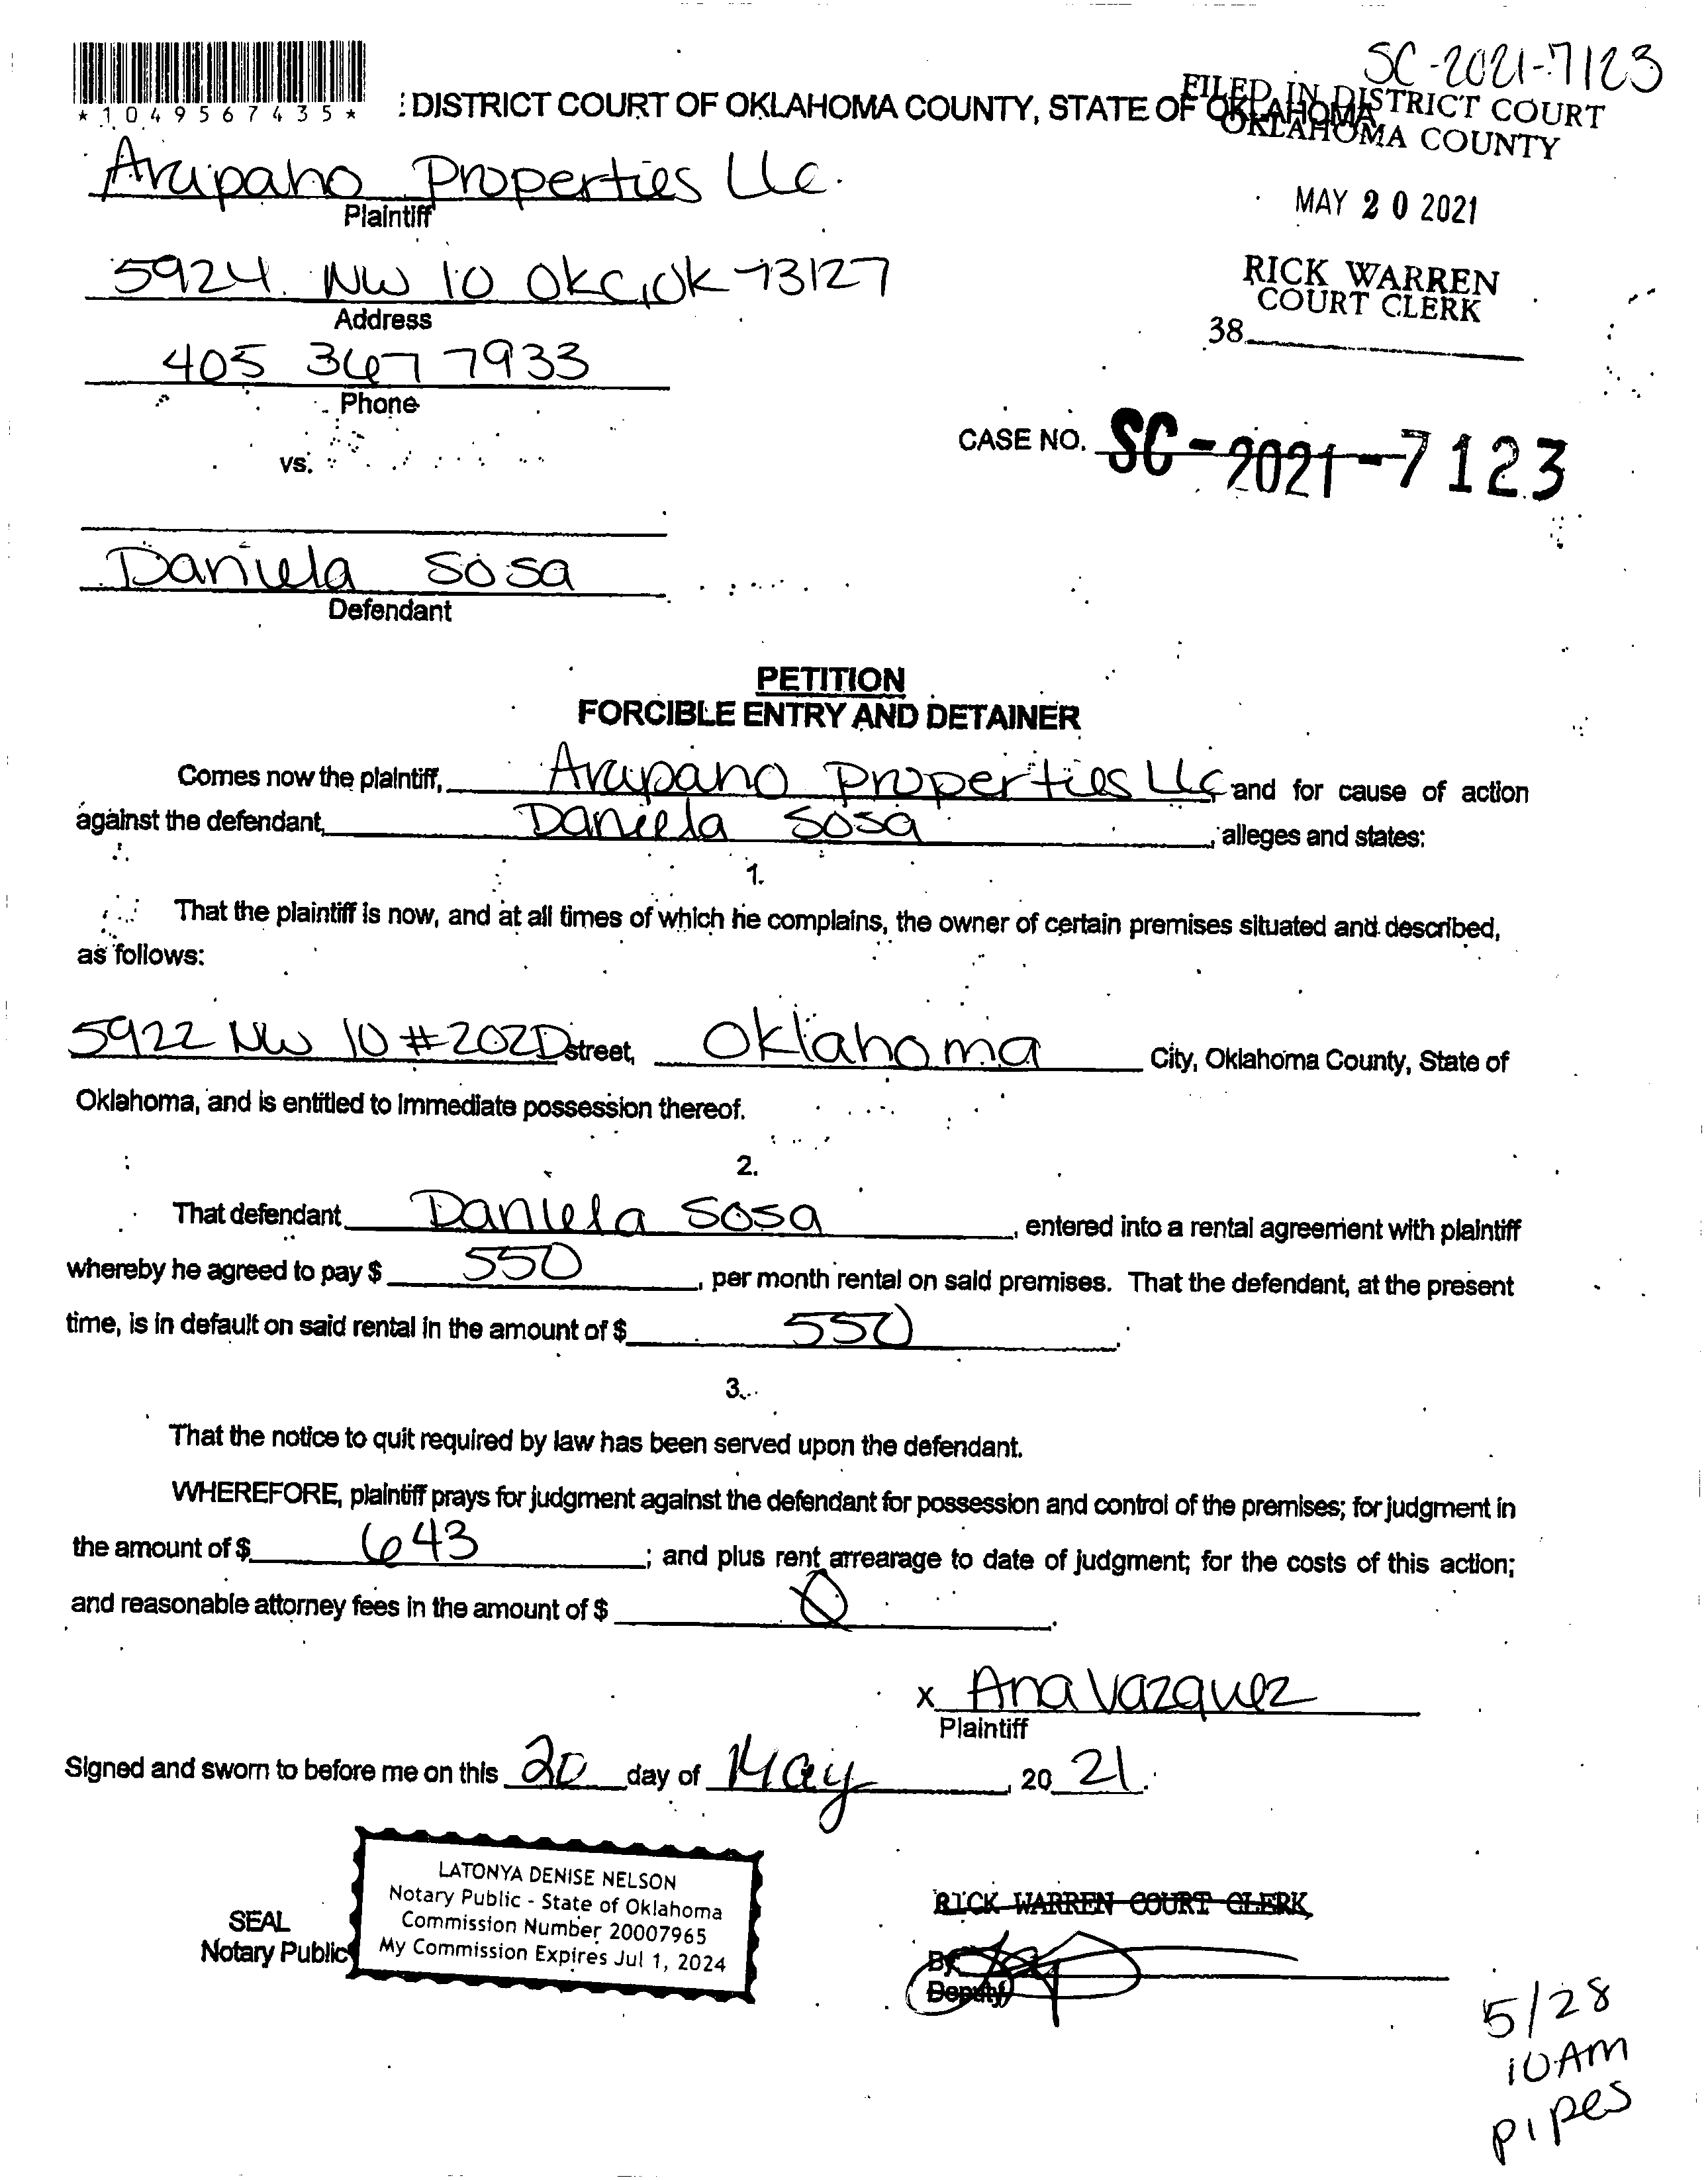 SC-2021-7123
*1049567435*
: DISTRICT COURT OF OKLAHOMA COUNTY, STATE OF OKLAHOMA
FILED IN DISTRICT COURT
OKLAHOMA COUNTY
Arapaho Properties Llc.
Plaintiff
MAY 20 2021
5924 NW 10 OKC, OK 73127
Address
RICK WARREN
COURT CLERK
38
405 367 7933
Phone
CASE NO. SC-2021-7123
vs.
Daniela Sosa
Defendant
PETITION
FORCIBLE ENTRY AND DETAINER
Comes now the plaintiff, Arapaho Properties LLC and for cause of action
against the defendant, Daniela Sosa, alleges and states:
1.
That the plaintiff is now, and at all times of which he complains, the owner of certain premises situated and described,
as follows:
5922 NW 10 #202D street, Oklahoma City, Oklahoma County, State of
Oklahoma, and is entitled to immediate possession thereof.
2.
That defendant Daniela Sosa, entered into a rental agreement with plaintiff
whereby he agreed to pay $ 550, per month rental on said premises. That the defendant, at the present
time, is in default on said rental in the amount of $ 550.
3.
That the notice to quit required by law has been served upon the defendant.
WHEREFORE, plaintiff prays for judgment against the defendant for possession and control of the premises; for judgment in
the amount of $ 643; and plus rent arrearage to date of judgment; for the costs of this action;
and reasonable attorney fees in the amount of $ 0.
x Ana Vazquez
Plaintiff
Signed and sworn to before me on this 20 day of May, 20 21.
LATONYA DENISE NELSON
Notary Public - State of Oklahoma
Commission Number 20007965
My Commission Expires Jul 1, 2024
SEAL
Notary Public
RICK WARREN COURT CLERK
By
Deputy
5/28
10AM
pipes